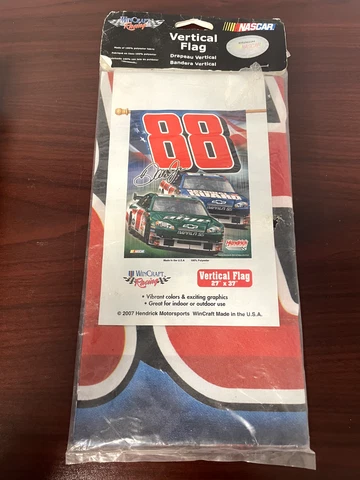 WINCRAFT
Racing
Vertical
Flag
Drapeau Vertical
Bandera Vertical
NASCAR
88
Hendrick
WINCRAFT
Racing
Vertical Flag
27" x 37"
• Vibrant colors & exciting graphics
• Great for indoor or outdoor use
© 2007 Hendrick Motorsports WinCraft Made in the U.S.A.